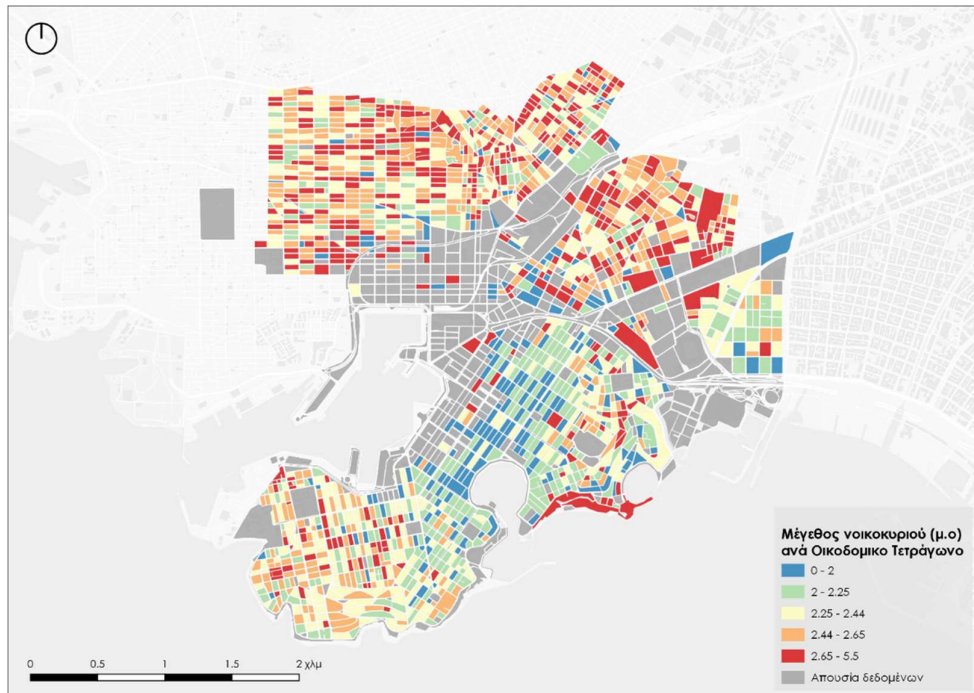 Μέγεθος νοικοκυριού (μ.ο)
ανά Οικοδομικο Τετράγωνο
0 - 2
2 - 2.25
2.25 - 2.44
2.44 - 2.65
2.65 - 5.5
Απουσία δεδομένων
0 0.5 1 1.5 2 χλμ